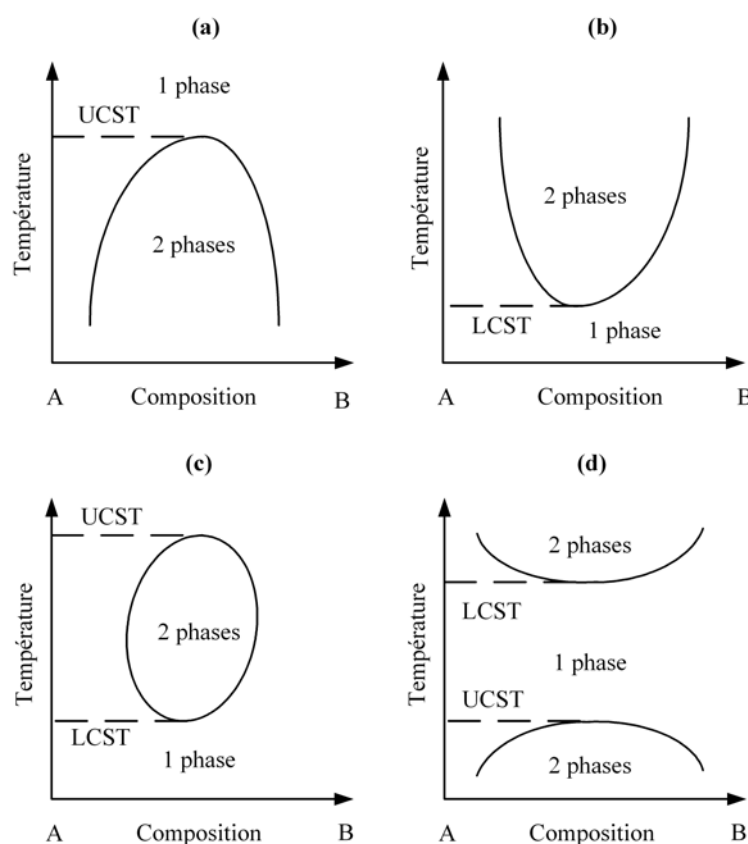 (a)
1 phase
UCST
2 phases
Température
A Composition B
(b)
2 phases
LCST
1 phase
Température
A Composition B
(c)
UCST
2 phases
LCST
1 phase
Température
A Composition B
(d)
2 phases
LCST
1 phase
UCST
2 phases
Température
A Composition B